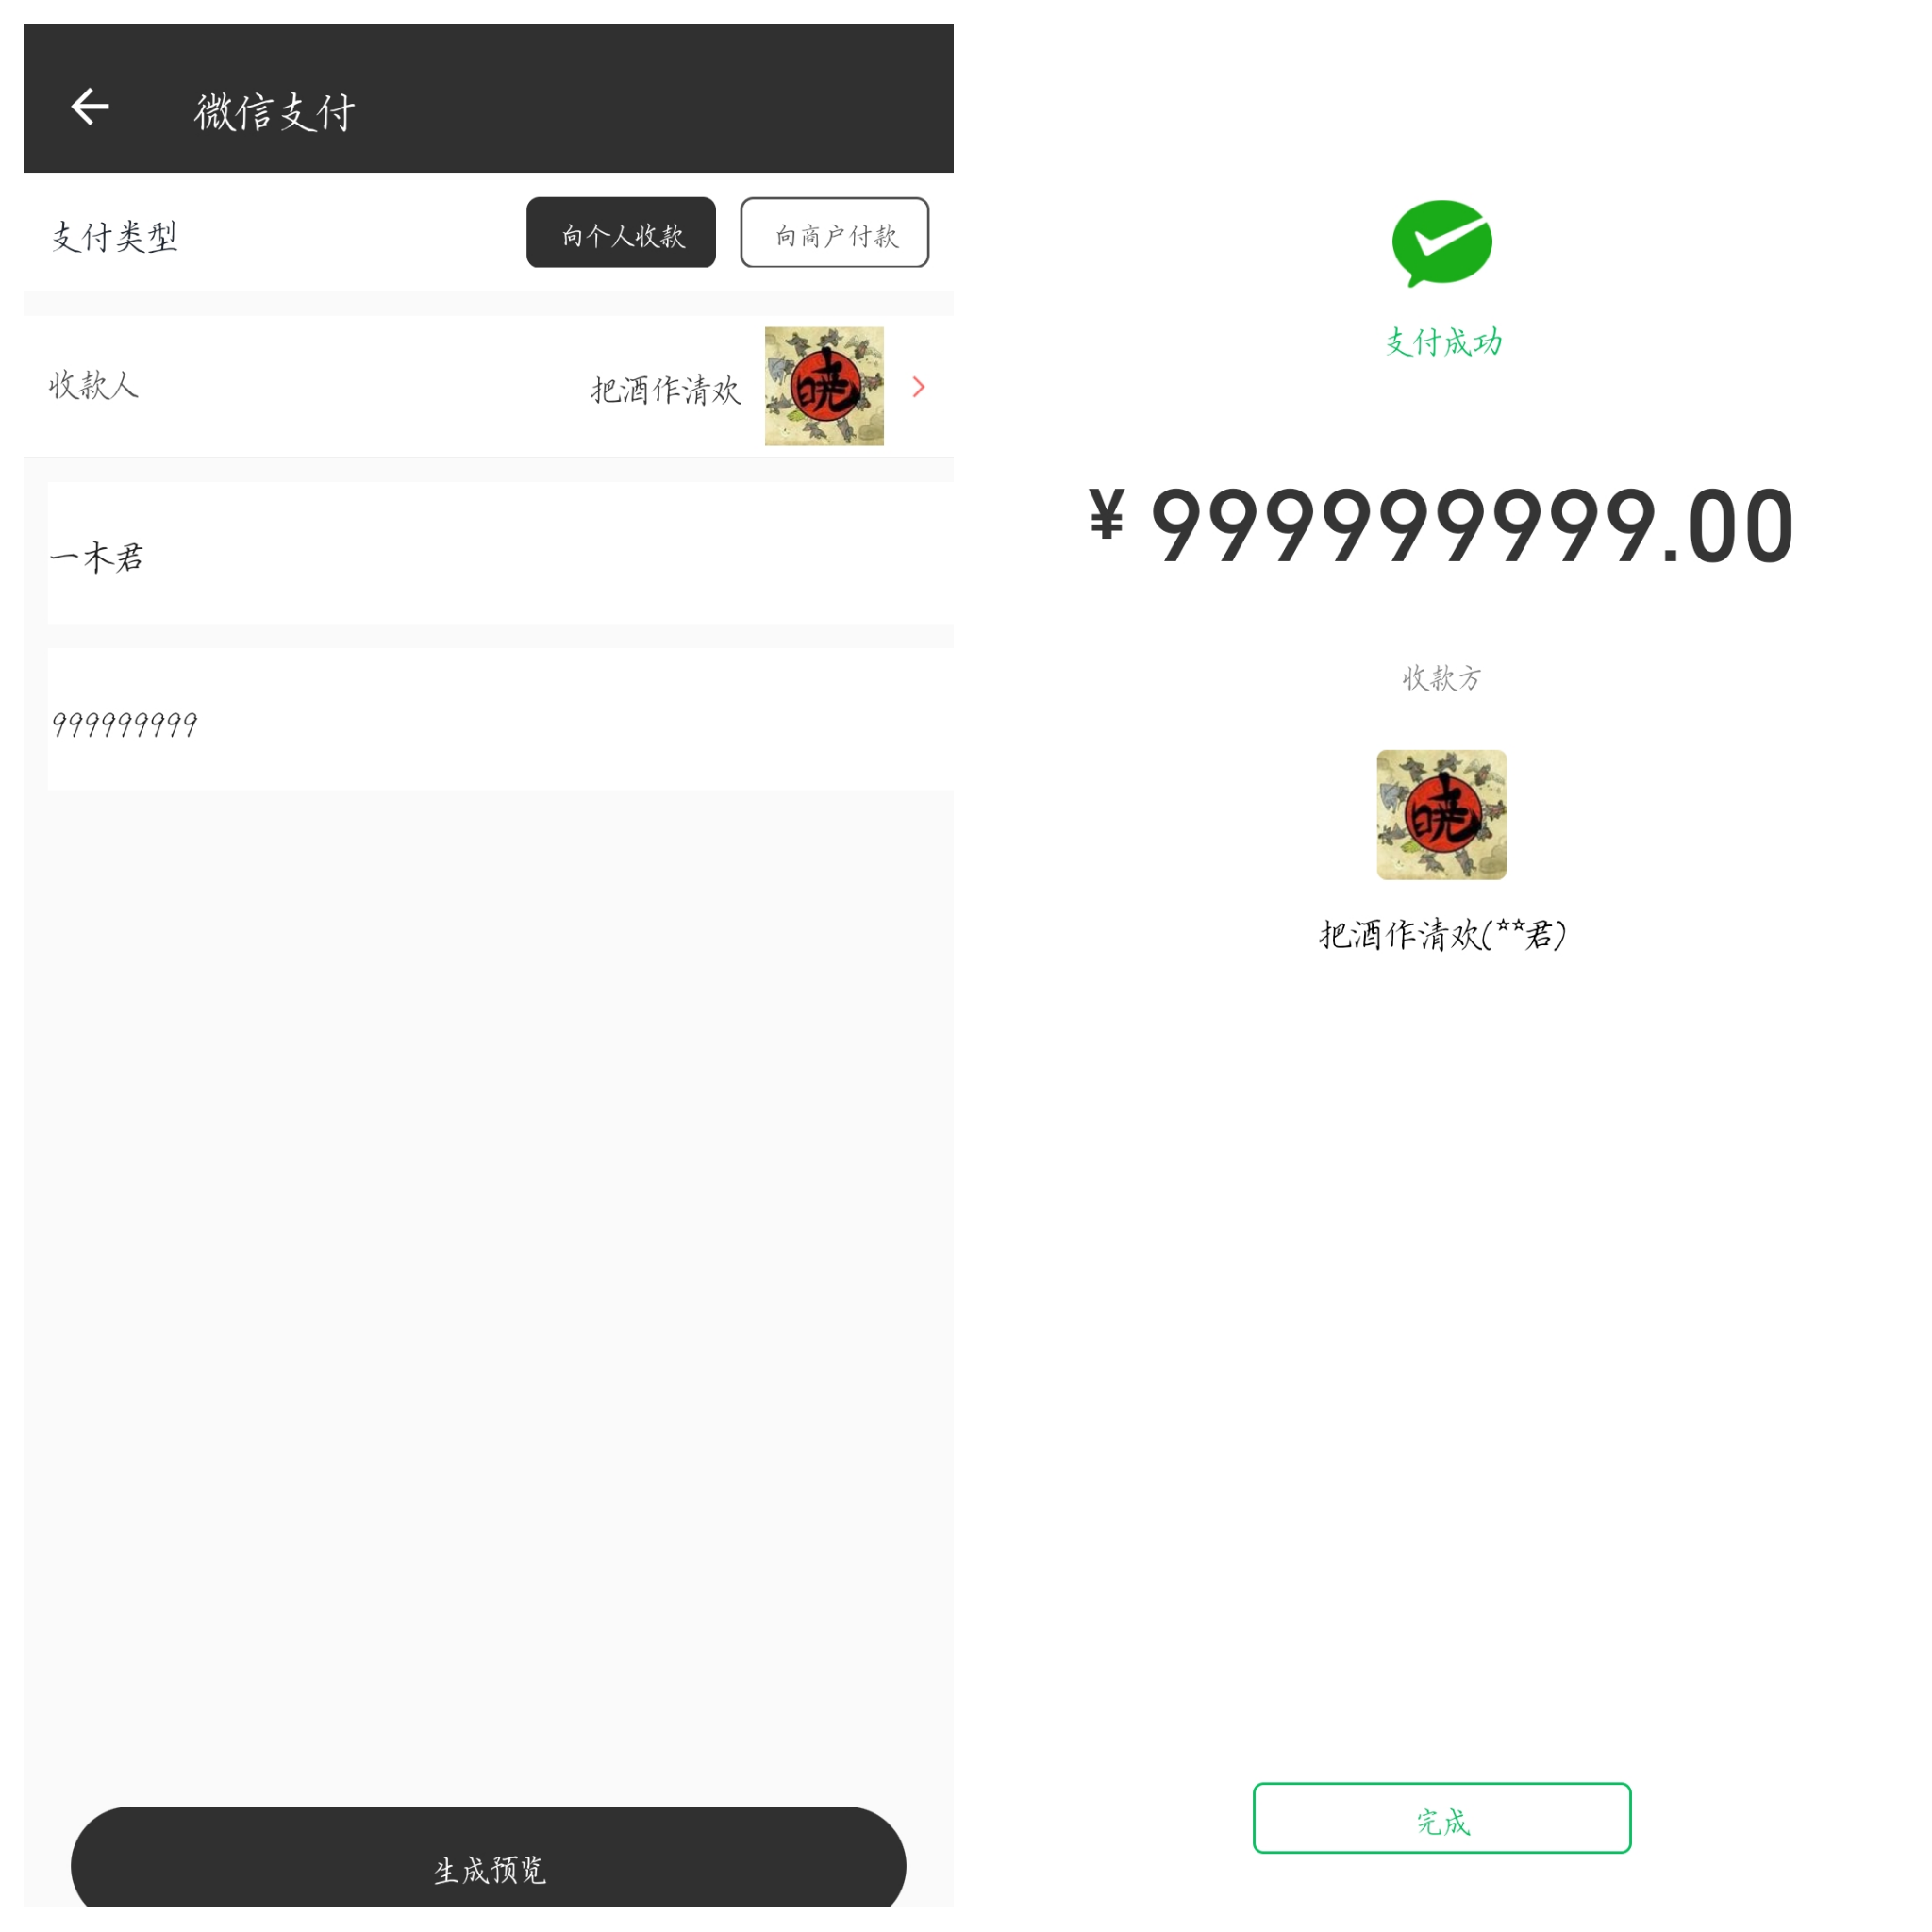 微信支付
支付类型
向个人收款
向商户付款
收款人
把酒作清欢
暁
一木君
999999999
生成预览
支付成功
¥999999999.00
收款方
暁
把酒作清欢(**君)
完成